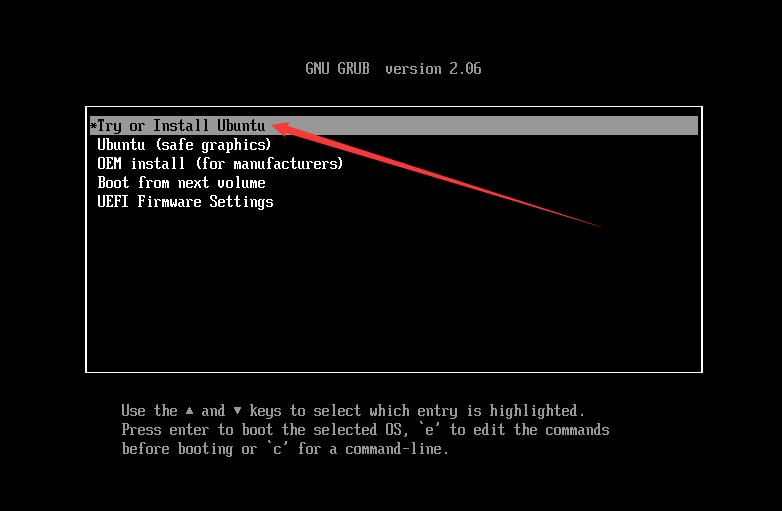 GNU GRUB  version 2.06
*Try or Install Ubuntu
Ubuntu (safe graphics)
OEM install (for manufacturers)
Boot from next volume
UEFI Firmware Settings
Use the ▲ and ▼ keys to select which entry is highlighted.
Press enter to boot the selected OS, `e' to edit the commands
before booting or `c' for a command-line.